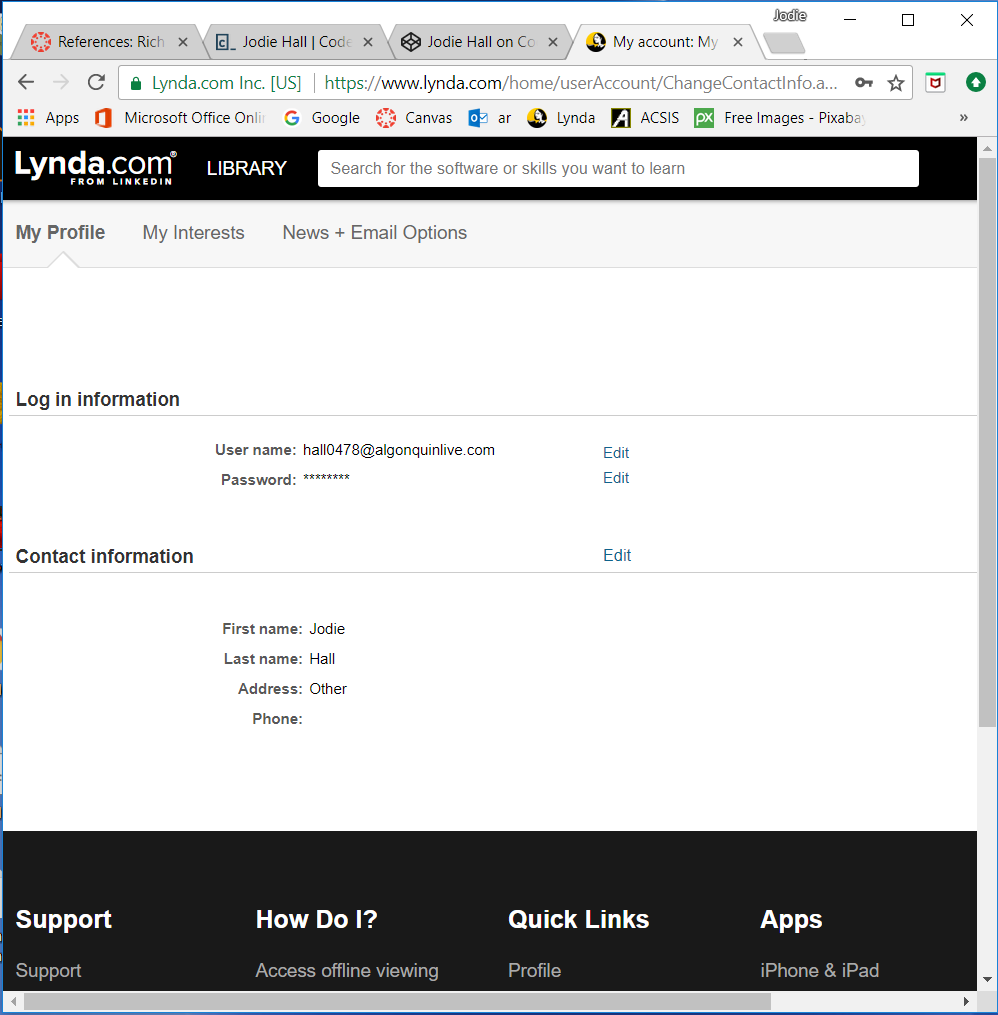 Jodie
References: Rich Jodie Hall | Code Jodie Hall on Co My account: My
Lynda.com Inc. [US] https://www.lynda.com/home/userAccount/ChangeContactInfo.a...
Apps Microsoft Office Onlin Google Canvas ar Lynda ACSIS px Free Images - Pixabay »
Lynda.com® LIBRARY Search for the software or skills you want to learn
FROM LINKEDIN
My Profile My Interests News + Email Options
Log in information
User name: hall0478@algonquinlive.com Edit
Password: ******** Edit
Contact information Edit
First name: Jodie
Last name: Hall
Address: Other
Phone:
Support How Do I? Quick Links Apps
Support Access offline viewing Profile iPhone & iPad